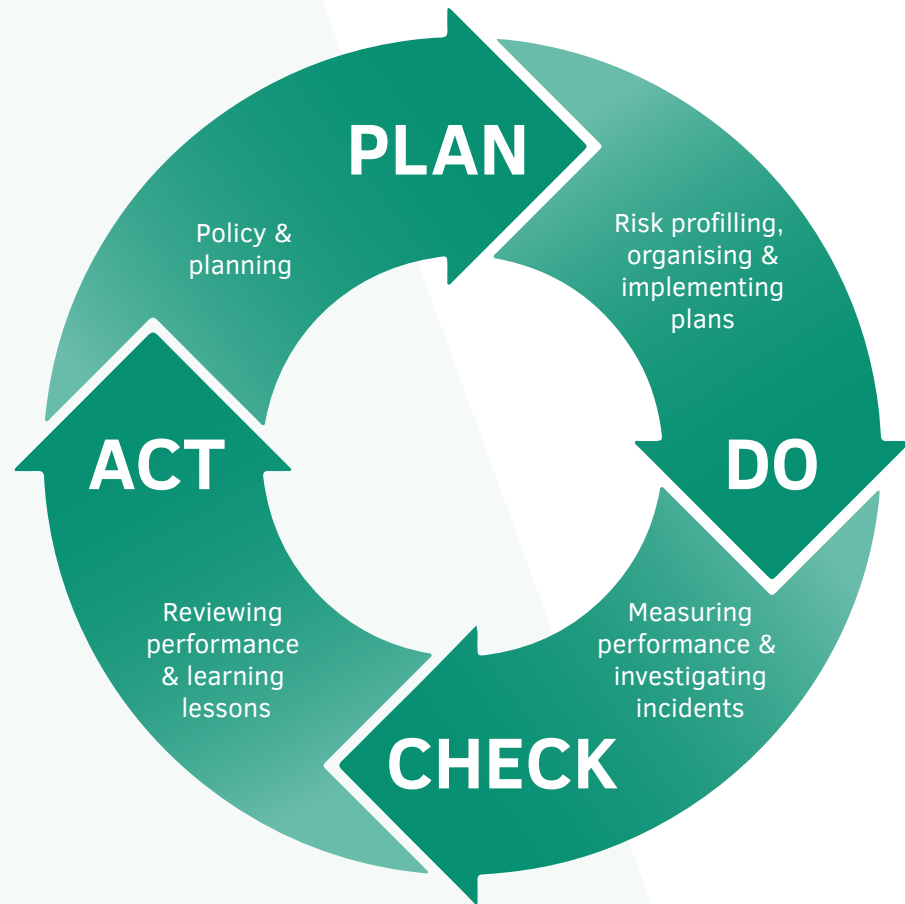 PLAN
Policy &
planning
Risk profilling,
organising &
implementing
plans
DO
Measuring
performance &
investigating
incidents
CHECK
Reviewing
performance
& learning
lessons
ACT